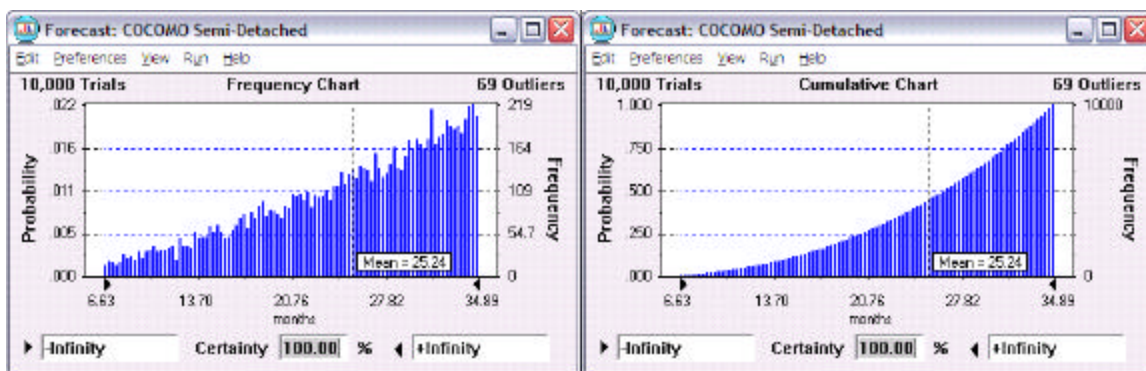 Forecast: COCOMO Semi-Detached
Edit Preferences View Run Help
10,000 Trials Frequency Chart 69 Outliers
.022 219
.016 164
.011 109
.005 54.7
.000 0
Probability
Frequency
Mean = 25.24
6.63 13.70 20.76 27.82 34.89
months
-Infinity Certainty 100.00 % +Infinity
Forecast: COCOMO Semi-Detached
Edit Preferences View Run Help
10,000 Trials Cumulative Chart 69 Outliers
1.000 10000
.750
.500
.250
.000 0
Probability
Frequency
Mean = 25.24
6.63 13.70 20.76 27.82 34.89
months
-Infinity Certainty 100.00 % +Infinity